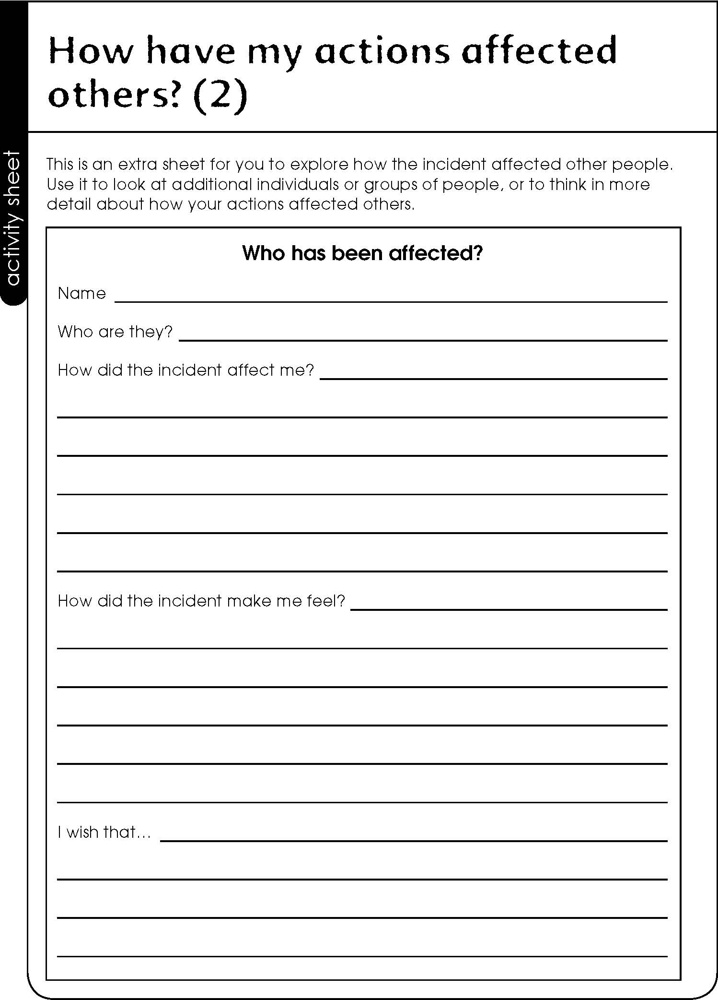 How have my actions affected
others? (2)
activity sheet
This is an extra sheet for you to explore how the incident affected other people.
Use it to look at additional individuals or groups of people, or to think in more
detail about how your actions affected others.
Who has been affected?
Name
Who are they?
How did the incident affect me?
How did the incident make me feel?
I wish that...